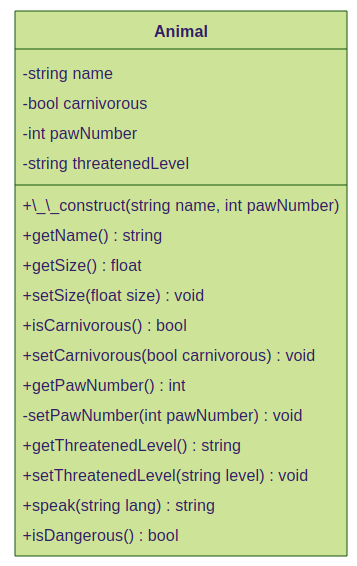 Animal
-string name
-bool carnivorous
-int pawNumber
-string threatenedLevel
+\_\_construct(string name, int pawNumber)
+getName() : string
+getSize() : float
+setSize(float size) : void
+isCarnivorous() : bool
+setCarnivorous(bool carnivorous) : void
+getPawNumber() : int
-setPawNumber(int pawNumber) : void
+getThreatenedLevel() : string
+setThreatenedLevel(string level) : void
+speak(string lang) : string
+isDangerous() : bool